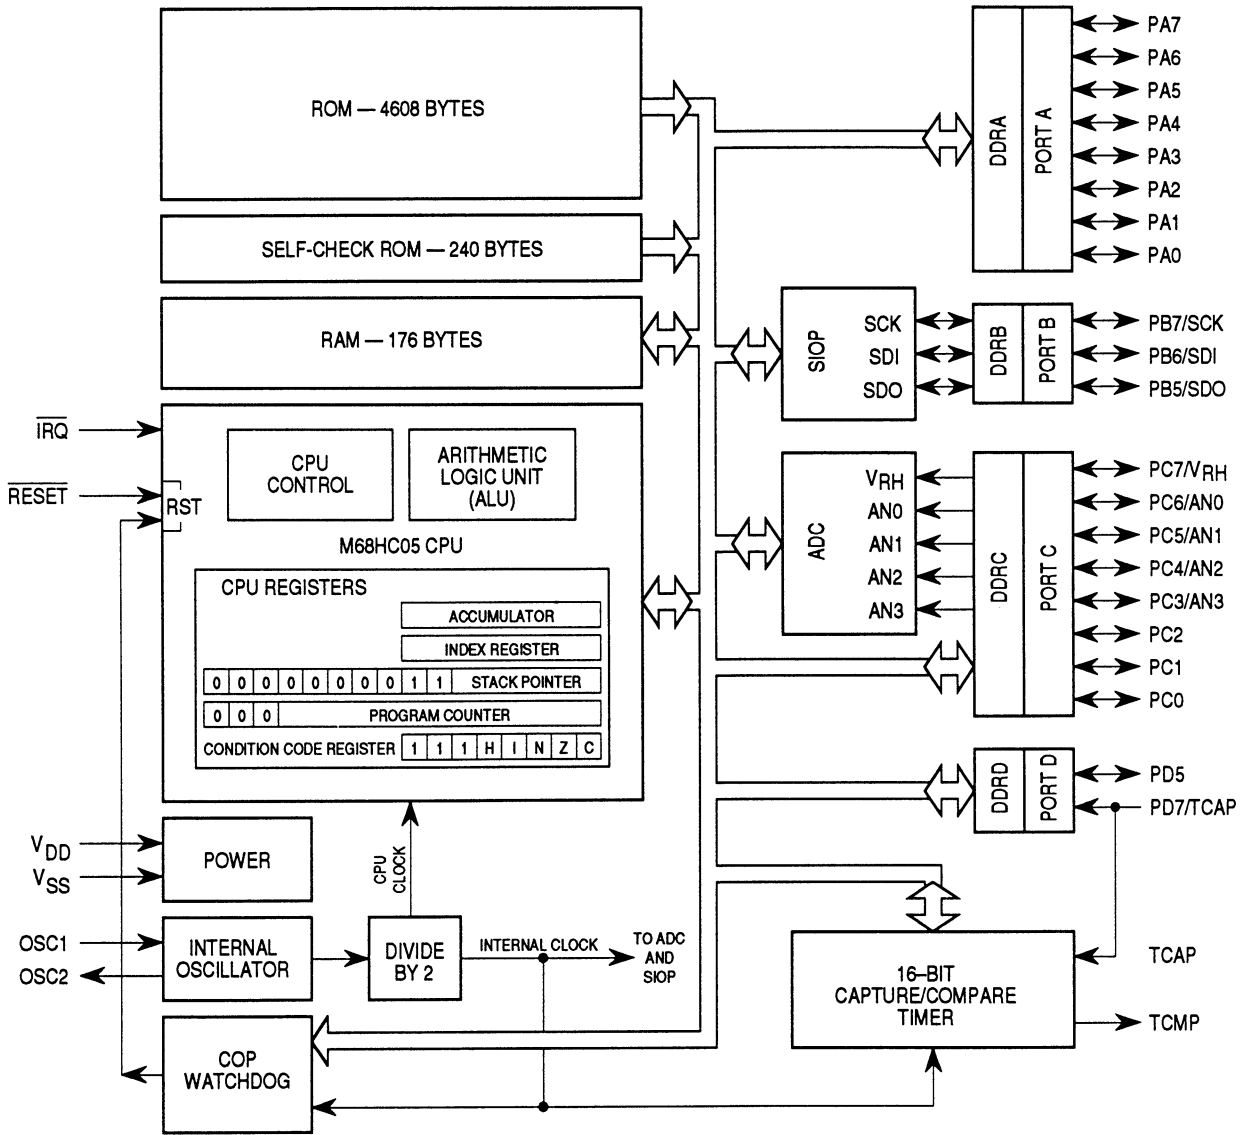 ROM — 4608 BYTES
SELF-CHECK ROM — 240 BYTES
RAM — 176 BYTES
IRQ
RESET
RST
CPU
CONTROL
ARITHMETIC
LOGIC UNIT
(ALU)
M68HC05 CPU
CPU REGISTERS
ACCUMULATOR
INDEX REGISTER
0 0 0 0 0 0 0 0 1 1 STACK POINTER
0 0 0 PROGRAM COUNTER
CONDITION CODE REGISTER 1 1 1 H I N Z C
VDD
VSS
POWER
CPU
CLOCK
OSC1
OSC2
INTERNAL
OSCILLATOR
DIVIDE
BY 2
INTERNAL CLOCK
TO ADC
AND
SIOP
COP
WATCHDOG
DDRA
PORT A
PA7
PA6
PA5
PA4
PA3
PA2
PA1
PA0
SIOP
SCK
SDI
SDO
DDRB
PORT B
PB7/SCK
PB6/SDI
PB5/SDO
ADC
VRH
AN0
AN1
AN2
AN3
DDRC
PORT C
PC7/VRH
PC6/AN0
PC5/AN1
PC4/AN2
PC3/AN3
PC2
PC1
PC0
DDRD
PORT D
PD5
PD7/TCAP
16–BIT
CAPTURE/COMPARE
TIMER
TCAP
TCMP